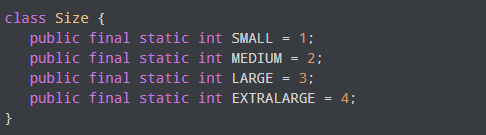 class Size {
   public final static int SMALL = 1;
   public final static int MEDIUM = 2;
   public final static int LARGE = 3;
   public final static int EXTRALARGE = 4;
}